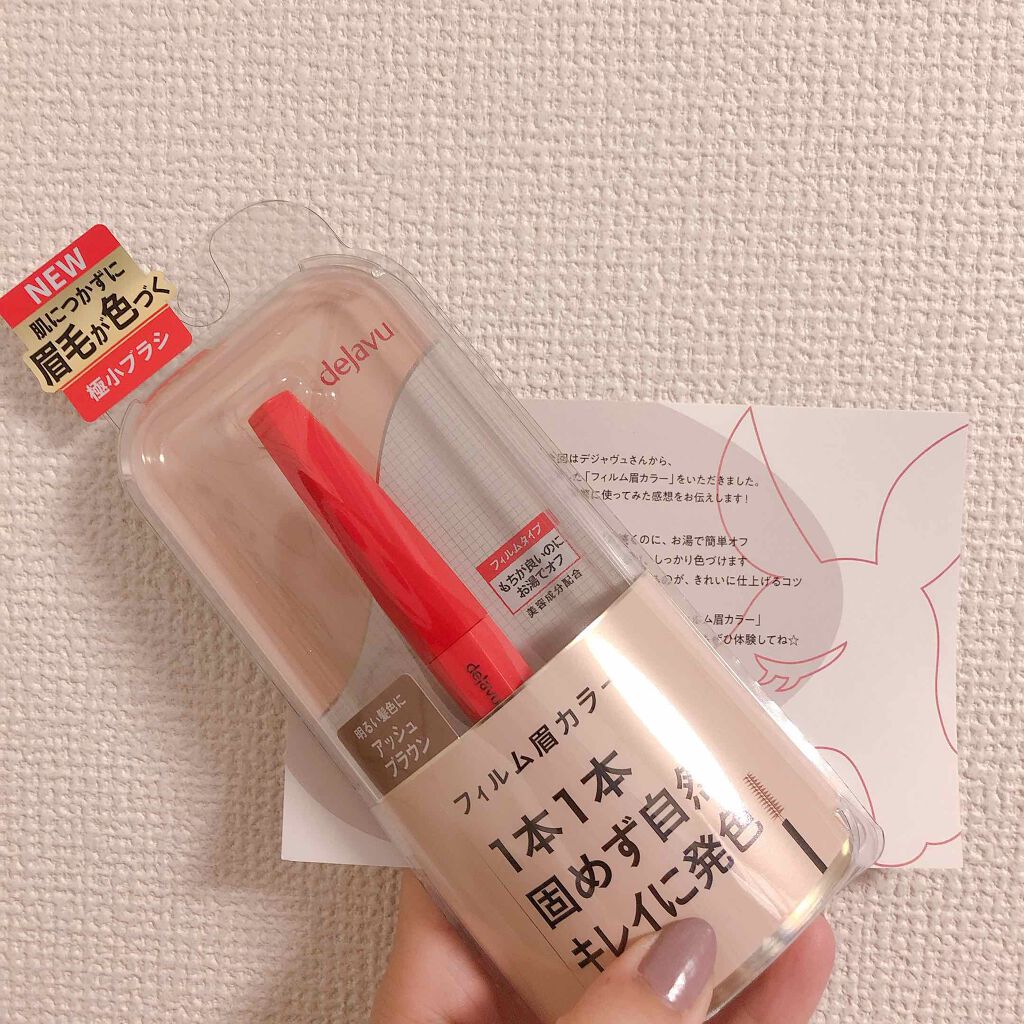 NEW
肌につかずに
眉毛が色づく
極小ブラシ
dejavu
フィルムタイプ
もちが良いのに
お湯でオフ
美容成分配合
dejavu
明るい髪色に
アッシュ
ブラウン
フィルム眉カラー
1本1本
固めず自然
キレイに発色
回はデジャヴュさんから、
った「フィルム眉カラー」をいただきました。
に使ってみた感想をお伝えします!
くのに、お湯で簡単オフ
しっかり色づけます
のが、きれいに仕上げるコツ
ルム眉カラー」
ぜひ体験してね☆